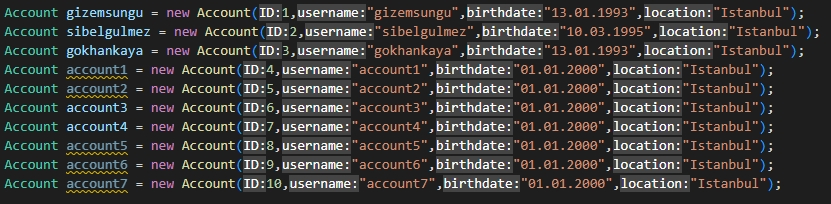 Account gizemsungu = new Account(ID:1,username:"gizemsungu",birthdate:"13.01.1993",location:"Istanbul");
Account sibelgulmez = new Account(ID:2,username:"sibelgulmez",birthdate:"10.03.1995",location:"Istanbul");
Account gokhankaya = new Account(ID:3,username:"gokhankaya",birthdate:"13.01.1993",location:"Istanbul");
Account account1 = new Account(ID:4,username:"account1",birthdate:"01.01.2000",location:"Istanbul");
Account account2 = new Account(ID:5,username:"account2",birthdate:"01.01.2000",location:"Istanbul");
Account account3 = new Account(ID:6,username:"account3",birthdate:"01.01.2000",location:"Istanbul");
Account account4 = new Account(ID:7,username:"account4",birthdate:"01.01.2000",location:"Istanbul");
Account account5 = new Account(ID:8,username:"account5",birthdate:"01.01.2000",location:"Istanbul");
Account account6 = new Account(ID:9,username:"account6",birthdate:"01.01.2000",location:"Istanbul");
Account account7 = new Account(ID:10,username:"account7",birthdate:"01.01.2000",location:"Istanbul");